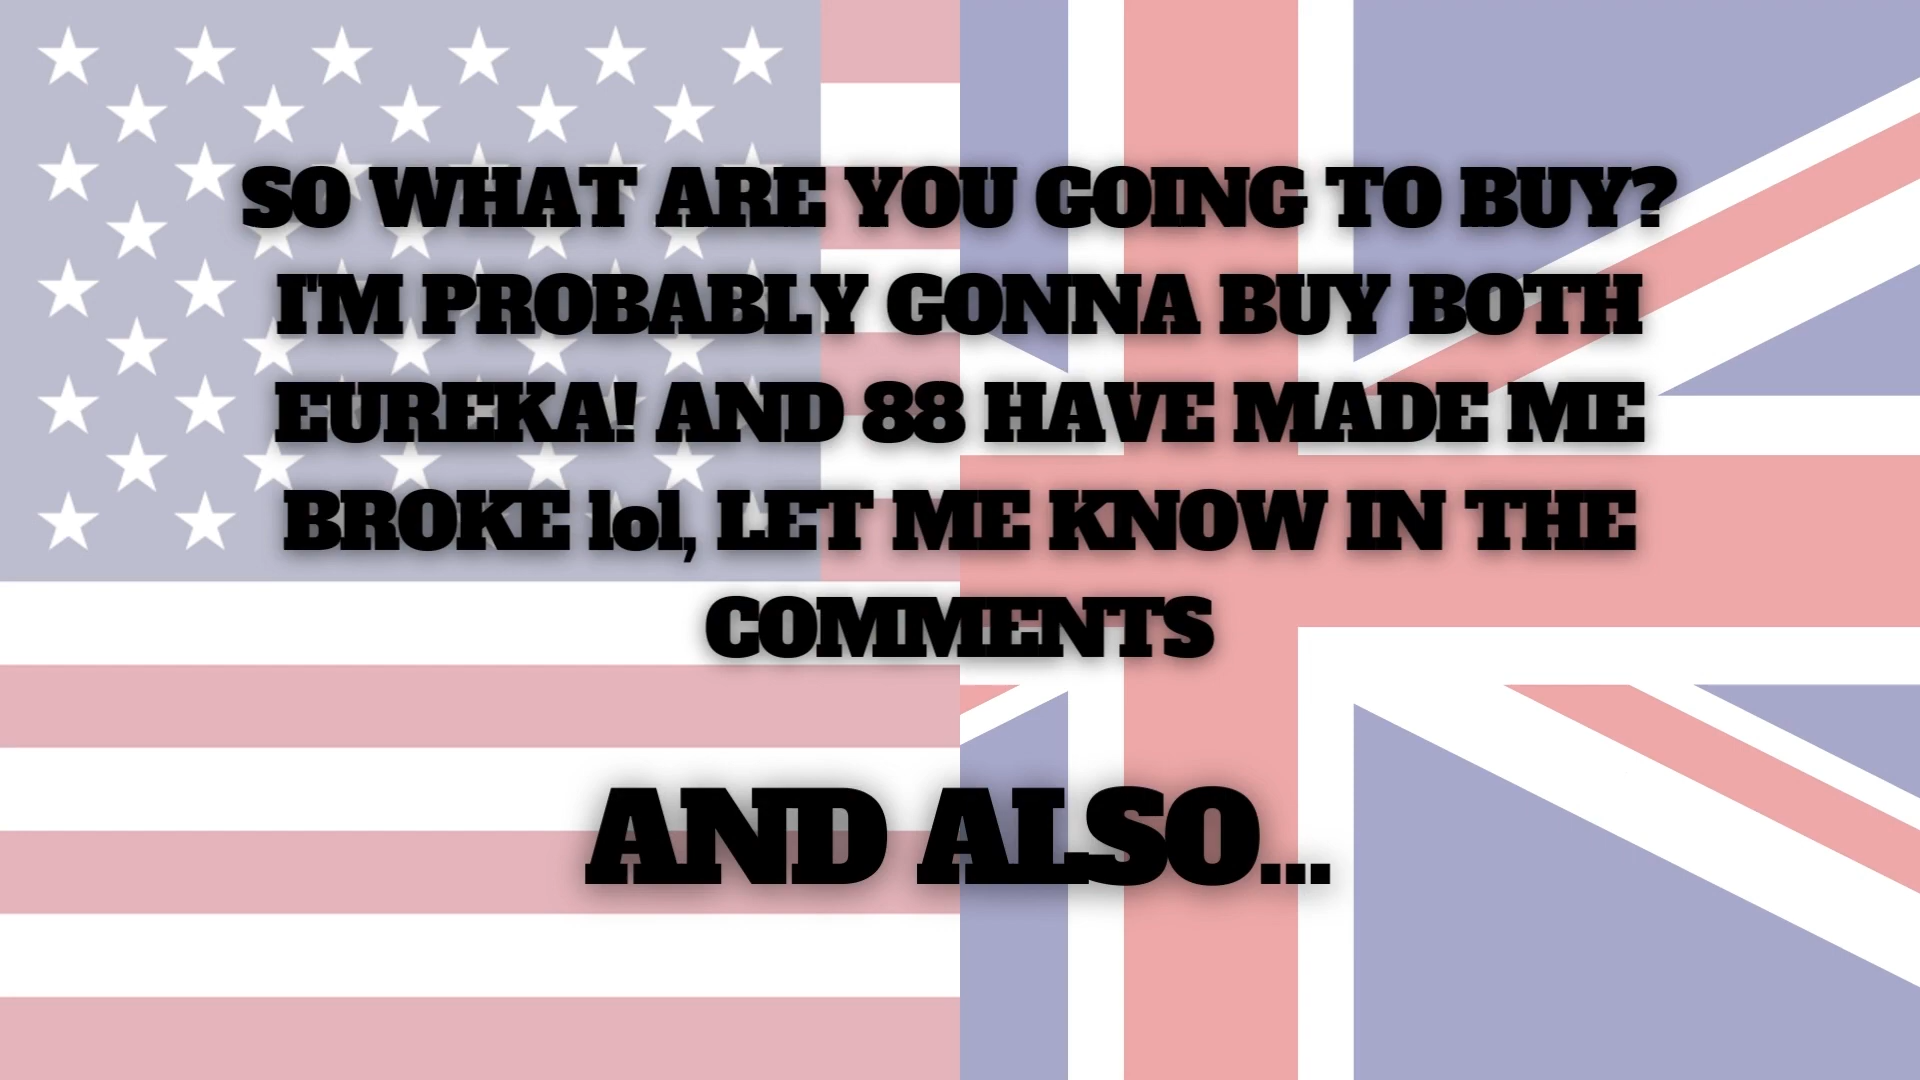 SO WHAT ARE YOU GOING TO BUY?
I'M PROBABLY GONNA BUY BOTH
EUREKA! AND 88 HAVE MADE ME
BROKE lol, LET ME KNOW IN THE
COMMENTS
AND ALSO...